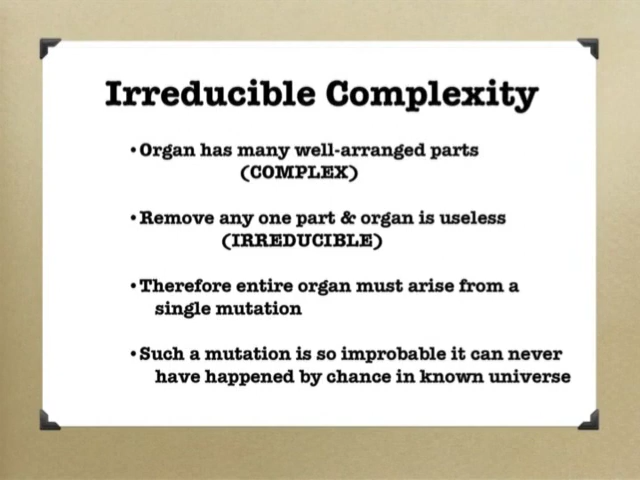 Irreducible Complexity
•Organ has many well-arranged parts
(COMPLEX)
•Remove any one part & organ is useless
(IRREDUCIBLE)
•Therefore entire organ must arise from a
single mutation
•Such a mutation is so improbable it can never
have happened by chance in known universe